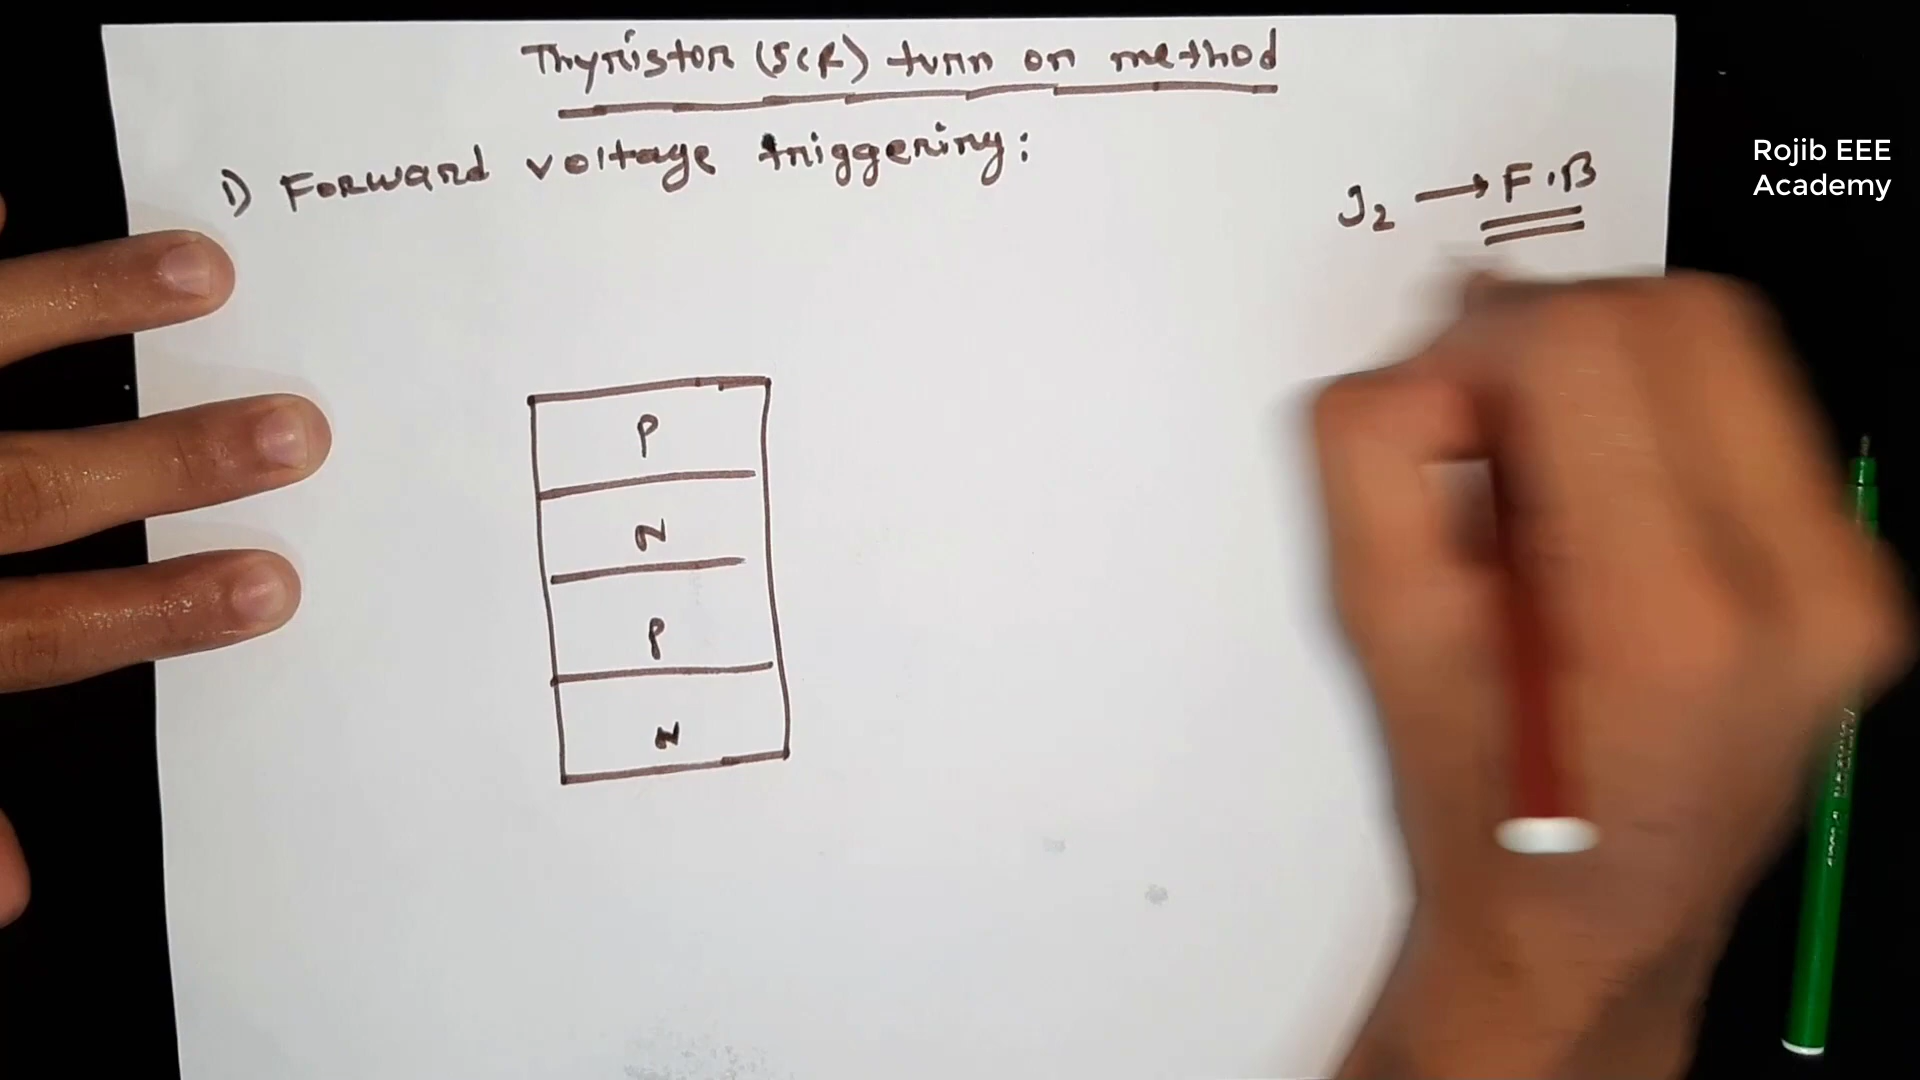 Thyristor (SCR) turn on method
1) Forward voltage triggering:
J2 → F.B
Rojib EEE
Academy
P
N
P
N